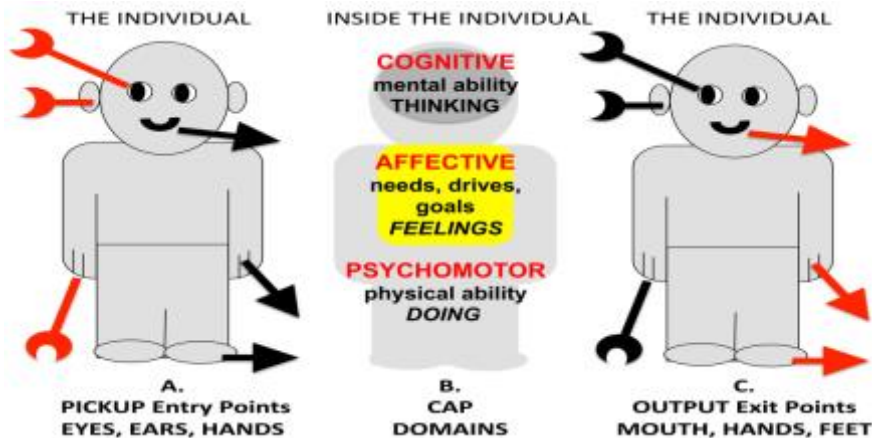 THE INDIVIDUAL
INSIDE THE INDIVIDUAL
THE INDIVIDUAL
COGNITIVE
mental ability
THINKING
AFFECTIVE
needs, drives,
goals
FEELINGS
PSYCHOMOTOR
physical ability
DOING
A.
PICKUP Entry Points
EYES, EARS, HANDS
B.
CAP
DOMAINS
C.
OUTPUT Exit Points
MOUTH, HANDS, FEET